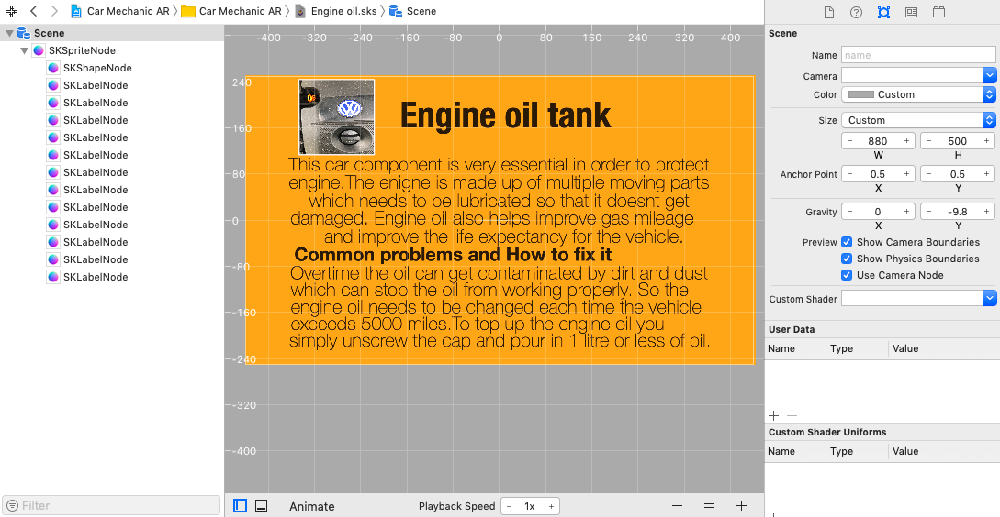 Car Mechanic AR
Car Mechanic AR
Engine oil.sks
Scene
Scene
SKSpriteNode
SKShapeNode
SKLabelNode
SKLabelNode
SKLabelNode
SKLabelNode
SKLabelNode
SKLabelNode
SKLabelNode
SKLabelNode
SKLabelNode
SKLabelNode
SKLabelNode
SKLabelNode
Filter
-400 -320 -240 -160 -80 0 80 160 240 320 400
240
160
80
0
-80
-160
-240
-320
-400
Engine oil tank
This car component is very essential in order to protect
engine.The enigne is made up of multiple moving parts
which needs to be lubricated so that it doesnt get
damaged. Engine oil also helps improve gas mileage
and improve the life expectancy for the vehicle.
Common problems and How to fix it
Overtime the oil can get contaminated by dirt and dust
which can stop the oil from working properly. So the
engine oil needs to be changed each time the vehicle
exceeds 5000 miles.To top up the engine oil you
simply unscrew the cap and pour in 1 litre or less of oil.
Animate
Playback Speed
− 1x +
Scene
Name name
Camera
Color Custom
Size Custom
− 880 + − 500 +
W H
Anchor Point − 0.5 + − 0.5 +
X Y
Gravity − 0 + − -9.8 +
X Y
Preview Show Camera Boundaries
Show Physics Boundaries
Use Camera Node
Custom Shader
User Data
Name Type Value
Custom Shader Uniforms
Name Type Value